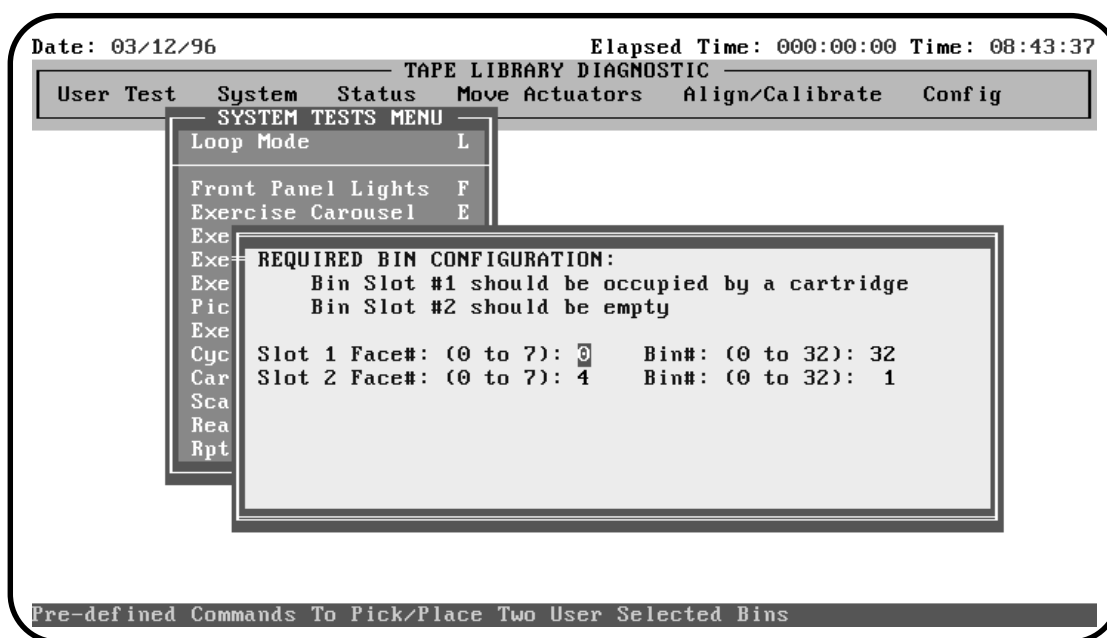 Date: 03/12/96 Elapsed Time: 000:00:00 Time: 08:43:37
TAPE LIBRARY DIAGNOSTIC
User Test System Status Move Actuators Align/Calibrate Config
SYSTEM TESTS MENU
Loop Mode L
Front Panel Lights F
Exercise Carousel E
Exe
Exe
Exe
Pic
Exe
Cyc
Car
Sca
Rea
Rpt
REQUIRED BIN CONFIGURATION:
Bin Slot #1 should be occupied by a cartridge
Bin Slot #2 should be empty
Slot 1 Face#: (0 to 7): 0 Bin#: (0 to 32): 32
Slot 2 Face#: (0 to 7): 4 Bin#: (0 to 32): 1
Pre-defined Commands To Pick/Place Two User Selected Bins